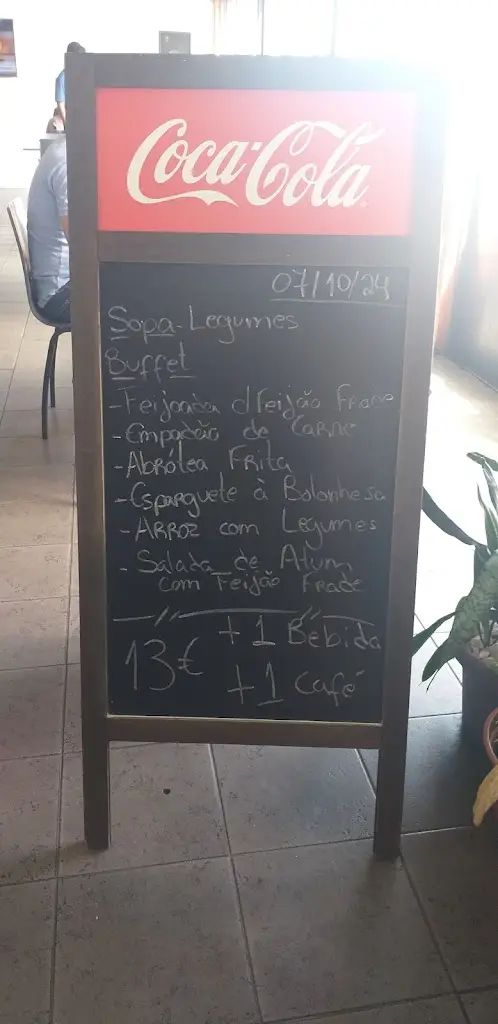 Coca-Cola
07/10/24
Sopa-Legumes
Buffet
-Feijoada d Feijão Frade
-Empadão de Carne
-Abrótea Frita
-Esparguete à Bolonhesa
-Arroz com Legumes
-Salada de Atum
com Feijão Frade
13€ +1 Bebida
+1 Café